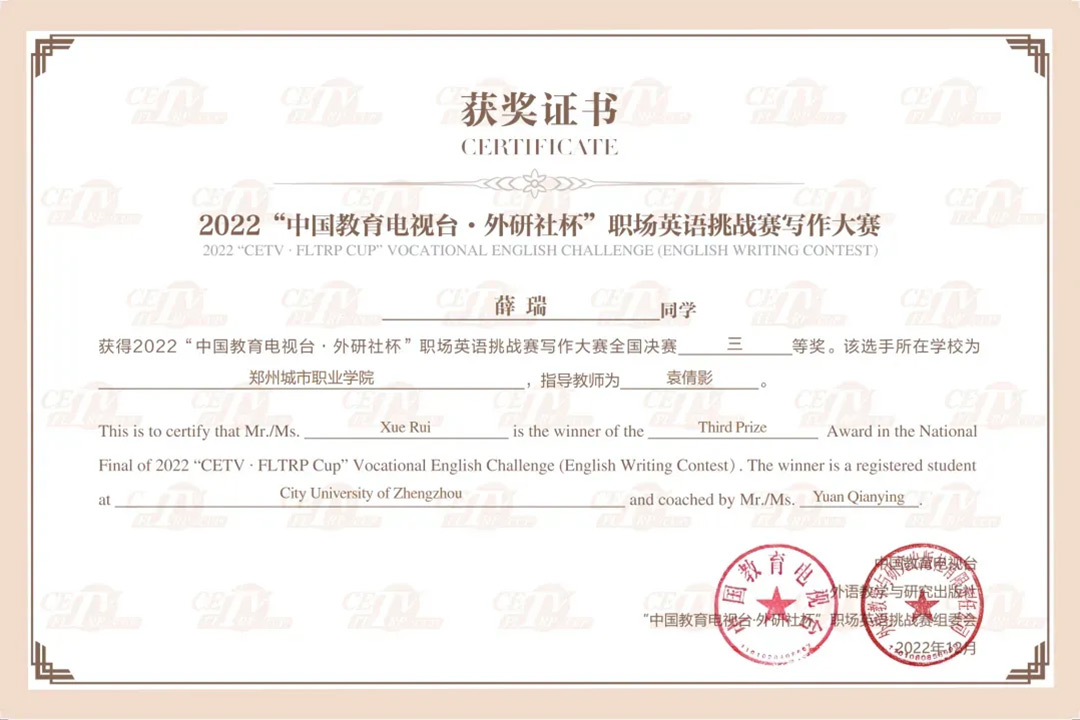 获奖证书
CERTIFICATE
2022“中国教育电视台·外研社杯”职场英语挑战赛写作大赛
2022 “CETV · FLTRP CUP” VOCATIONAL ENGLISH CHALLENGE (ENGLISH WRITING CONTEST)
薛瑞 同学
获得2022“中国教育电视台·外研社杯”职场英语挑战赛写作大赛全国决赛 三 等奖。该选手所在学校为
郑州城市职业学院 ，指导教师为 袁倩影 。
This is to certify that Mr./Ms. Xue Rui is the winner of the Third Prize Award in the National
Final of 2022 “CETV · FLTRP Cup” Vocational English Challenge (English Writing Contest) . The winner is a registered student
at City University of Zhengzhou and coached by Mr./Ms. Yuan Qianying .
中国教育电视台
外语教学与研究出版社
“中国教育电视台·外研社杯”职场英语挑战赛组委会
2022年12月
中国教育电视台